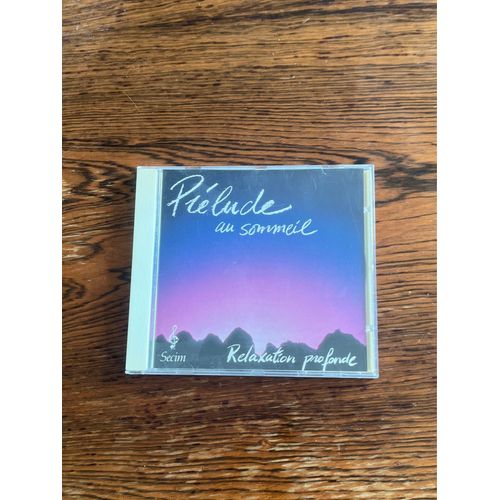 Prélude
au sommeil
Secim
Relaxation profonde